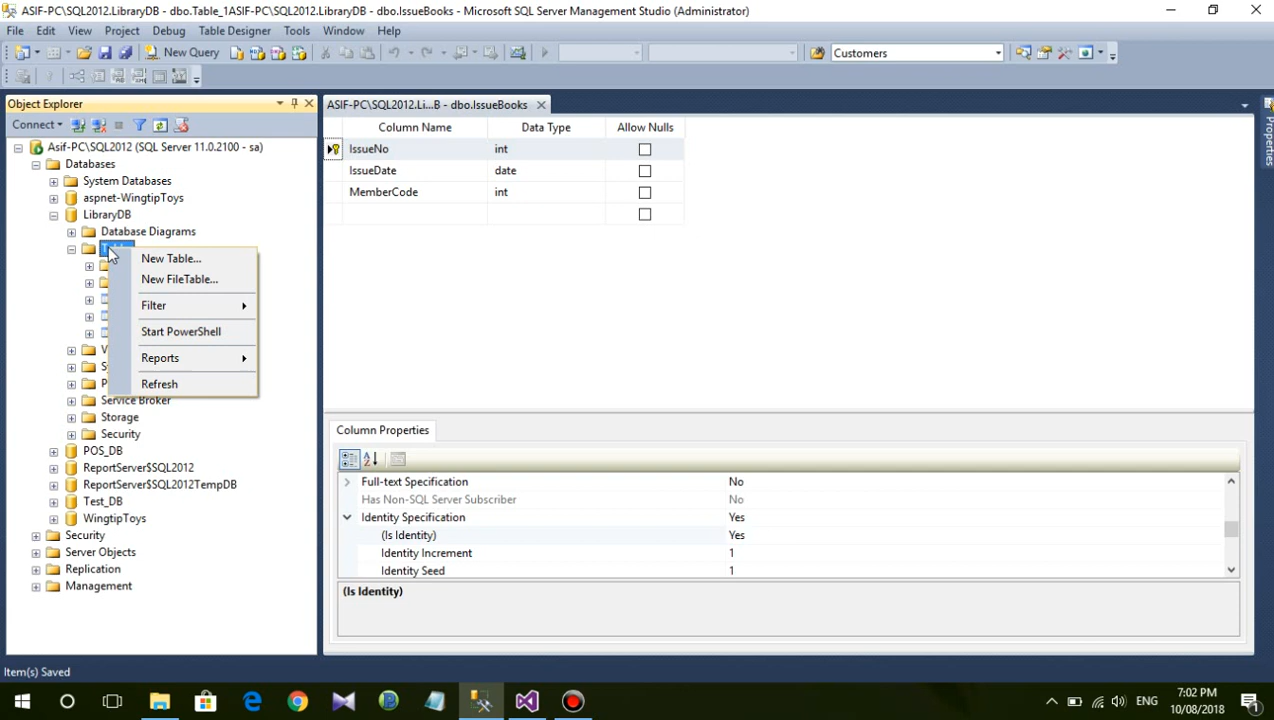 ASIF-PC\SQL2012.LibraryDB - dbo.Table_1ASIF-PC\SQL2012.LibraryDB - dbo.IssueBooks - Microsoft SQL Server Management Studio (Administrator)
File Edit View Project Debug Table Designer Tools Window Help
New Query Customers
Object Explorer
Connect
Asif-PC\SQL2012 (SQL Server 11.0.2100 - sa)
Databases
System Databases
aspnet-WingtipToys
LibraryDB
Database Diagrams
New Table...
New FileTable...
Filter
Start PowerShell
Reports
Refresh
Service Broker
Storage
Security
POS_DB
ReportServer$SQL2012
ReportServer$SQL2012TempDB
Test_DB
WingtipToys
Security
Server Objects
Replication
Management
ASIF-PC\SQL2012.Li...B - dbo.IssueBooks
Column Name Data Type Allow Nulls
IssueNo int
IssueDate date
MemberCode int
Column Properties
Full-text Specification No
Has Non-SQL Server Subscriber No
Identity Specification Yes
(Is Identity) Yes
Identity Increment 1
Identity Seed 1
(Is Identity)
Properties
Item(s) Saved
ENG
7:02 PM
10/08/2018
1